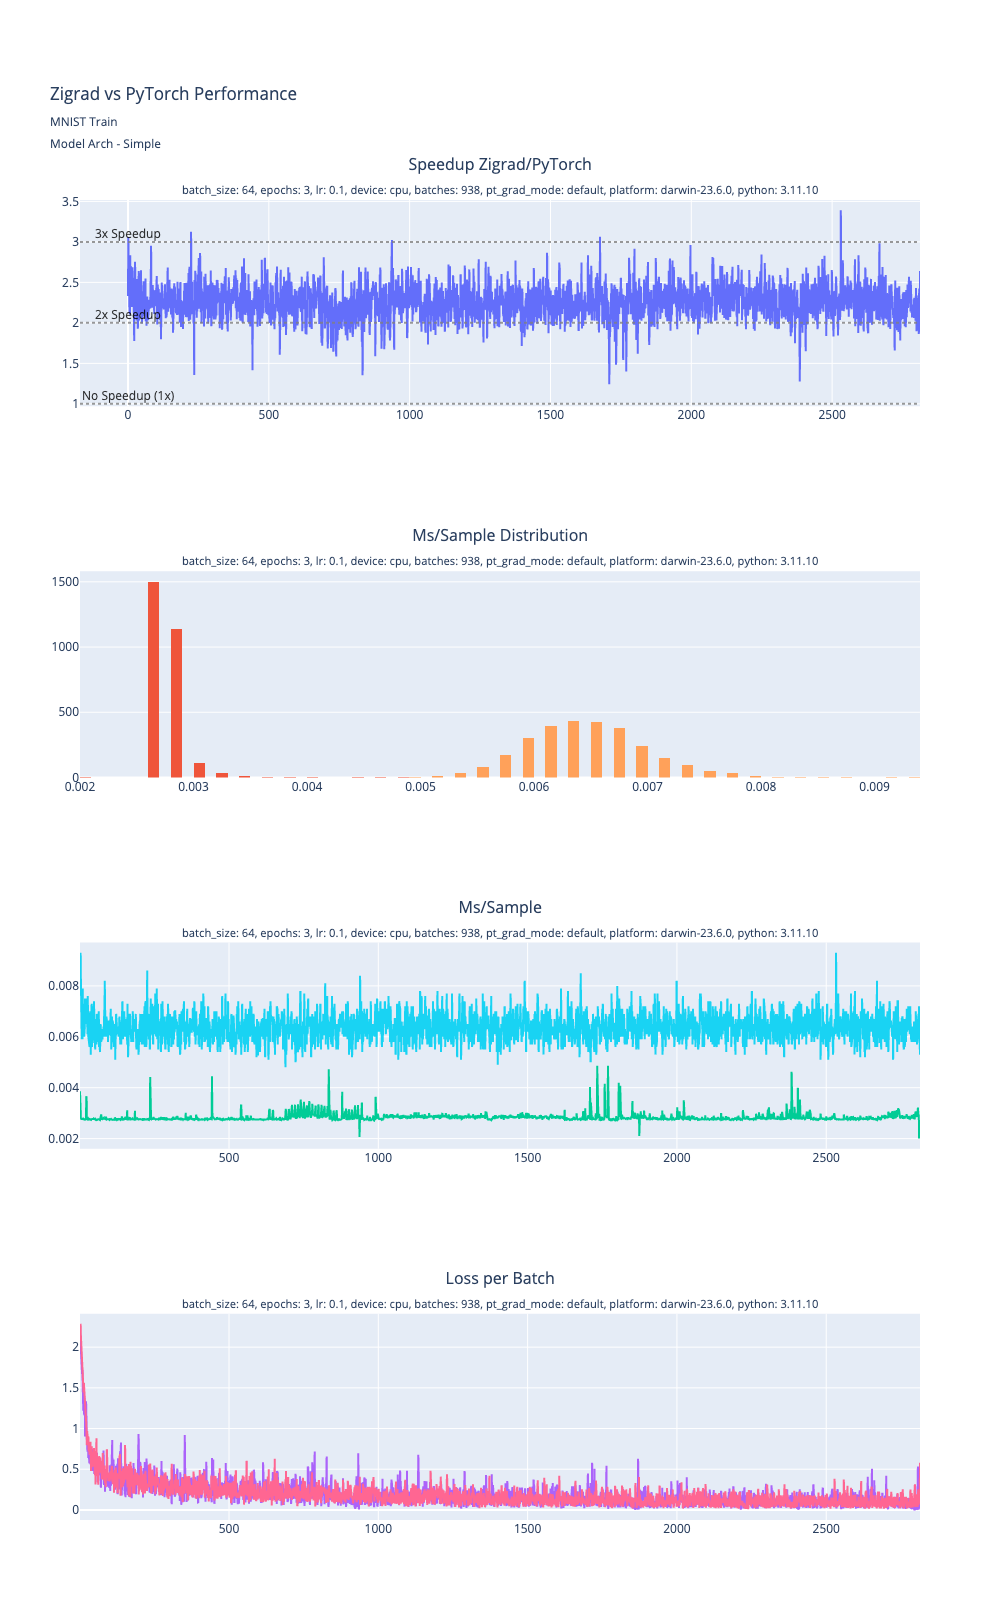 Zigrad vs PyTorch Performance
MNIST Train
Model Arch - Simple
Speedup Zigrad/PyTorch
batch_size: 64, epochs: 3, lr: 0.1, device: cpu, batches: 938, pt_grad_mode: default, platform: darwin-23.6.0, python: 3.11.10
3.5
3x Speedup
3
2.5
2x Speedup
2
1.5
No Speedup (1x)
1
0 500 1000 1500 2000 2500
Ms/Sample Distribution
batch_size: 64, epochs: 3, lr: 0.1, device: cpu, batches: 938, pt_grad_mode: default, platform: darwin-23.6.0, python: 3.11.10
1500
1000
500
0
0.002 0.003 0.004 0.005 0.006 0.007 0.008 0.009
Ms/Sample
batch_size: 64, epochs: 3, lr: 0.1, device: cpu, batches: 938, pt_grad_mode: default, platform: darwin-23.6.0, python: 3.11.10
0.008
0.006
0.004
0.002
500 1000 1500 2000 2500
Loss per Batch
batch_size: 64, epochs: 3, lr: 0.1, device: cpu, batches: 938, pt_grad_mode: default, platform: darwin-23.6.0, python: 3.11.10
2
1.5
1
0.5
0
500 1000 1500 2000 2500